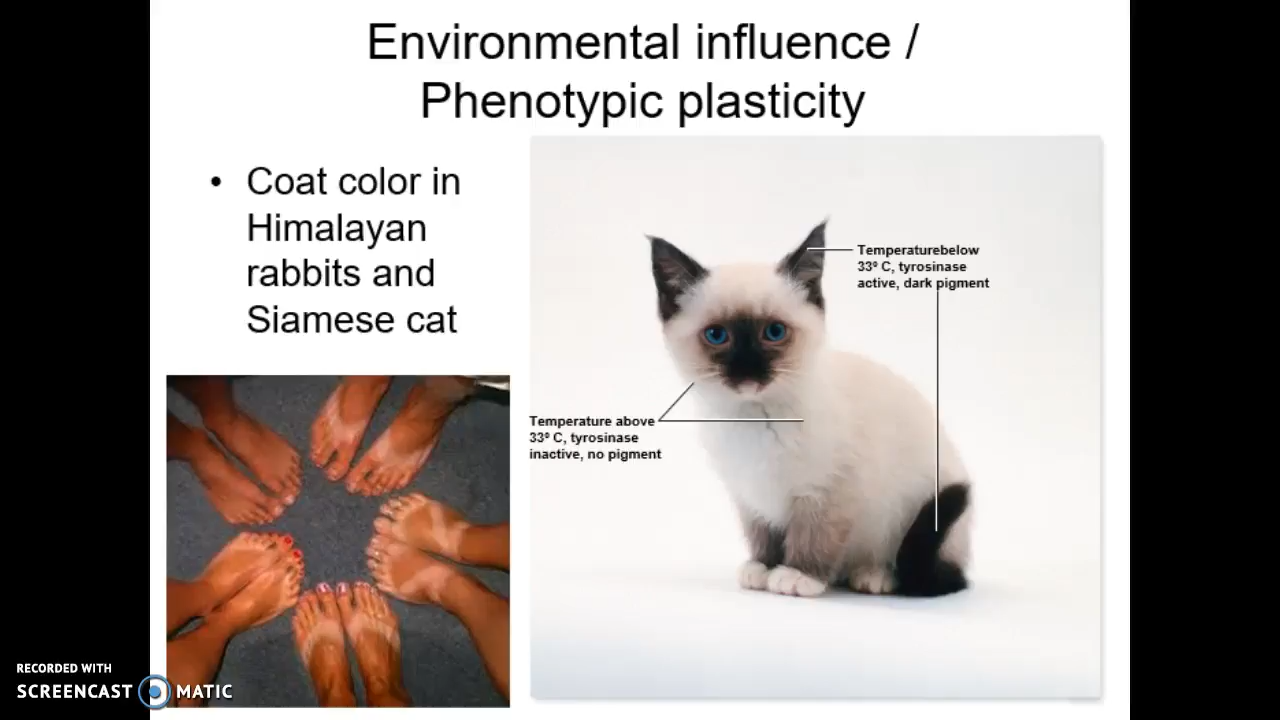 Environmental influence /
Phenotypic plasticity
• Coat color in
Himalayan
rabbits and
Siamese cat
Temperaturebelow
33º C, tyrosinase
active, dark pigment
Temperature above
33º C, tyrosinase
inactive, no pigment
RECORDED WITH
SCREENCAST MATIC